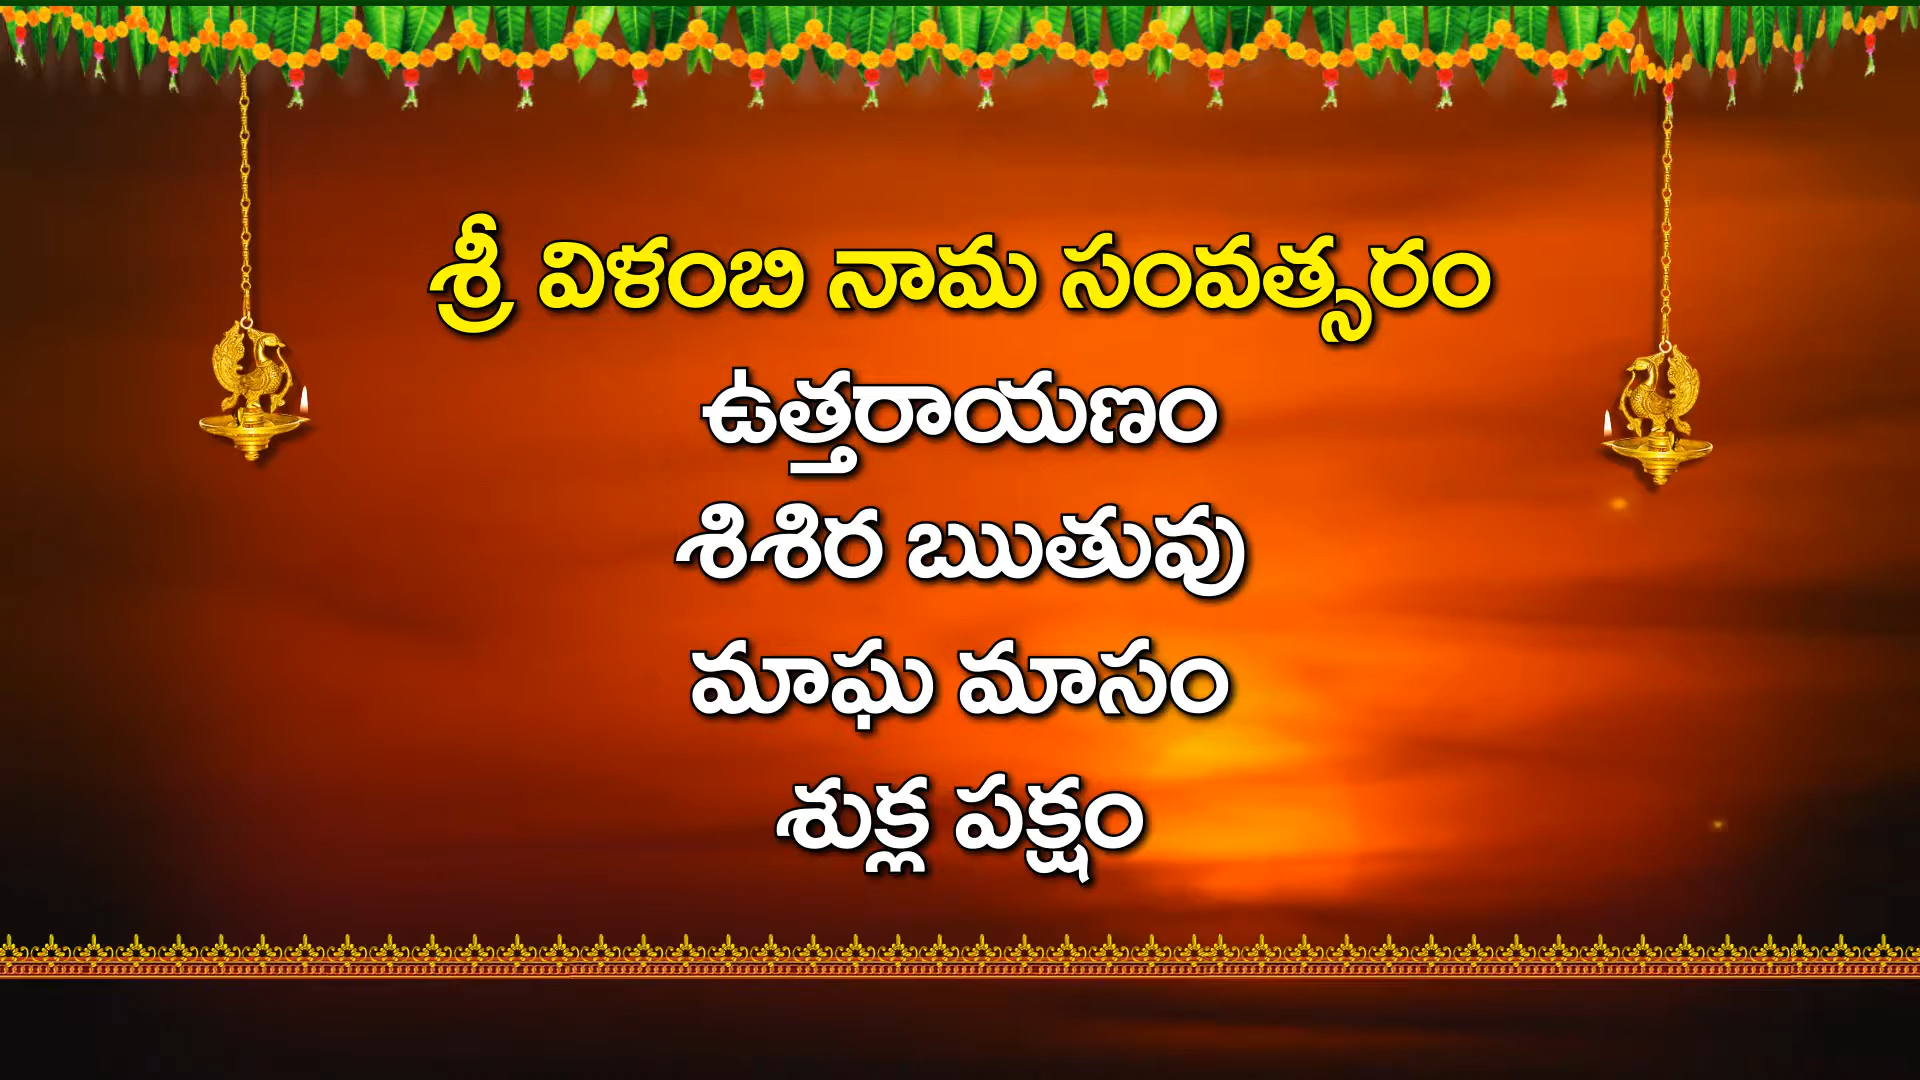 శ్రీ విళంబి నామ సంవత్సరం
ఉత్తరాయణం
శిశిర ఋతువు
మాఘ మాసం
శుక్ల పక్షం